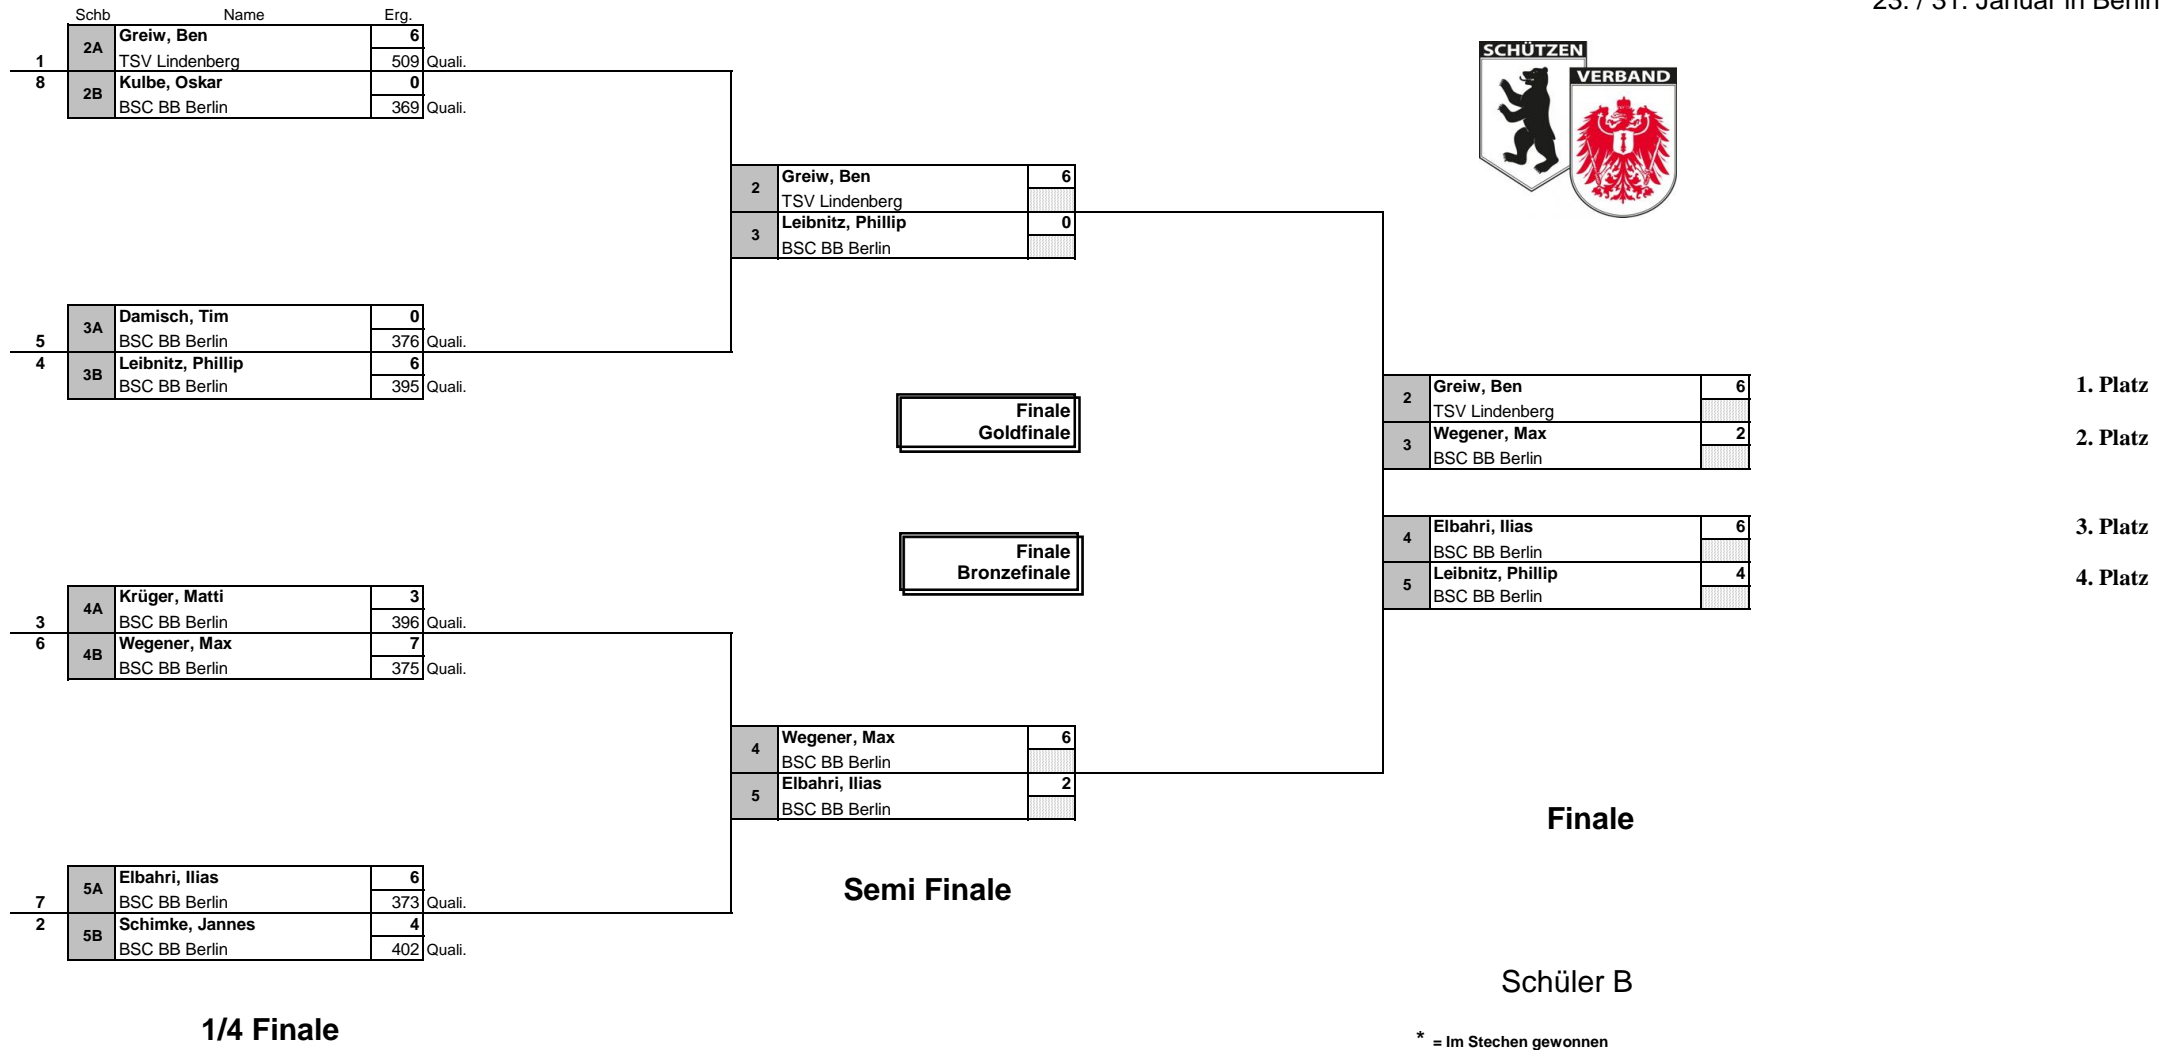 23. / 31. Januar in Berlin
Schb Name Erg.
2A Greiw, Ben 6
1 TSV Lindenberg 509 Quali.
8 2B Kulbe, Oskar 0
BSC BB Berlin 369 Quali.
SCHÜTZEN
VERBAND
2 Greiw, Ben 6
TSV Lindenberg
3 Leibnitz, Phillip 0
BSC BB Berlin
3A Damisch, Tim 0
5 BSC BB Berlin 376 Quali.
4 3B Leibnitz, Phillip 6
BSC BB Berlin 395 Quali.
Finale
Goldfinale
2 Greiw, Ben 6 1. Platz
TSV Lindenberg
3 Wegener, Max 2 2. Platz
BSC BB Berlin
Finale
Bronzefinale
4 Elbahri, Ilias 6 3. Platz
BSC BB Berlin
5 Leibnitz, Phillip 4 4. Platz
BSC BB Berlin
4A Krüger, Matti 3
3 BSC BB Berlin 396 Quali.
6 4B Wegener, Max 7
BSC BB Berlin 375 Quali.
4 Wegener, Max 6
BSC BB Berlin
5 Elbahri, Ilias 2
BSC BB Berlin
Finale
5A Elbahri, Ilias 6
7 BSC BB Berlin 373 Quali.
2 5B Schimke, Jannes 4
BSC BB Berlin 402 Quali.
Semi Finale
Schüler B
1/4 Finale
* = Im Stechen gewonnen